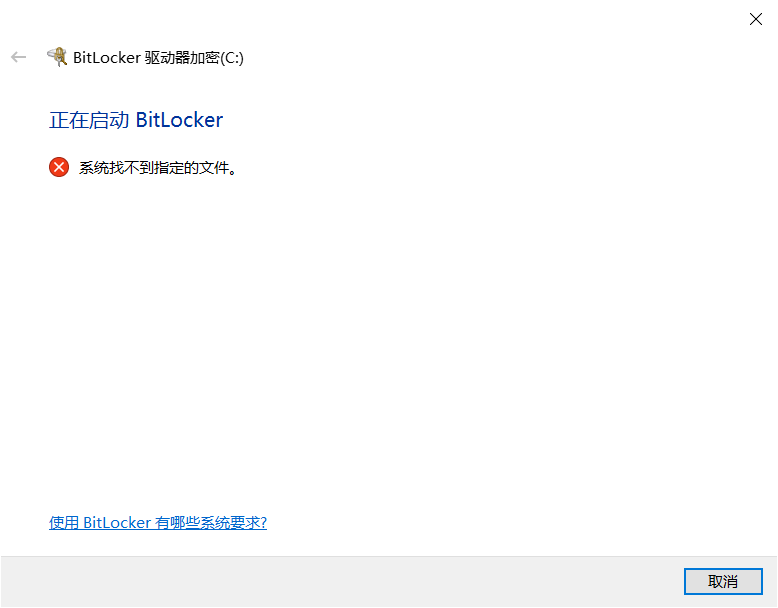 BitLocker 驱动器加密(C:)
正在启动 BitLocker
系统找不到指定的文件。
使用 BitLocker 有哪些系统要求?
取消